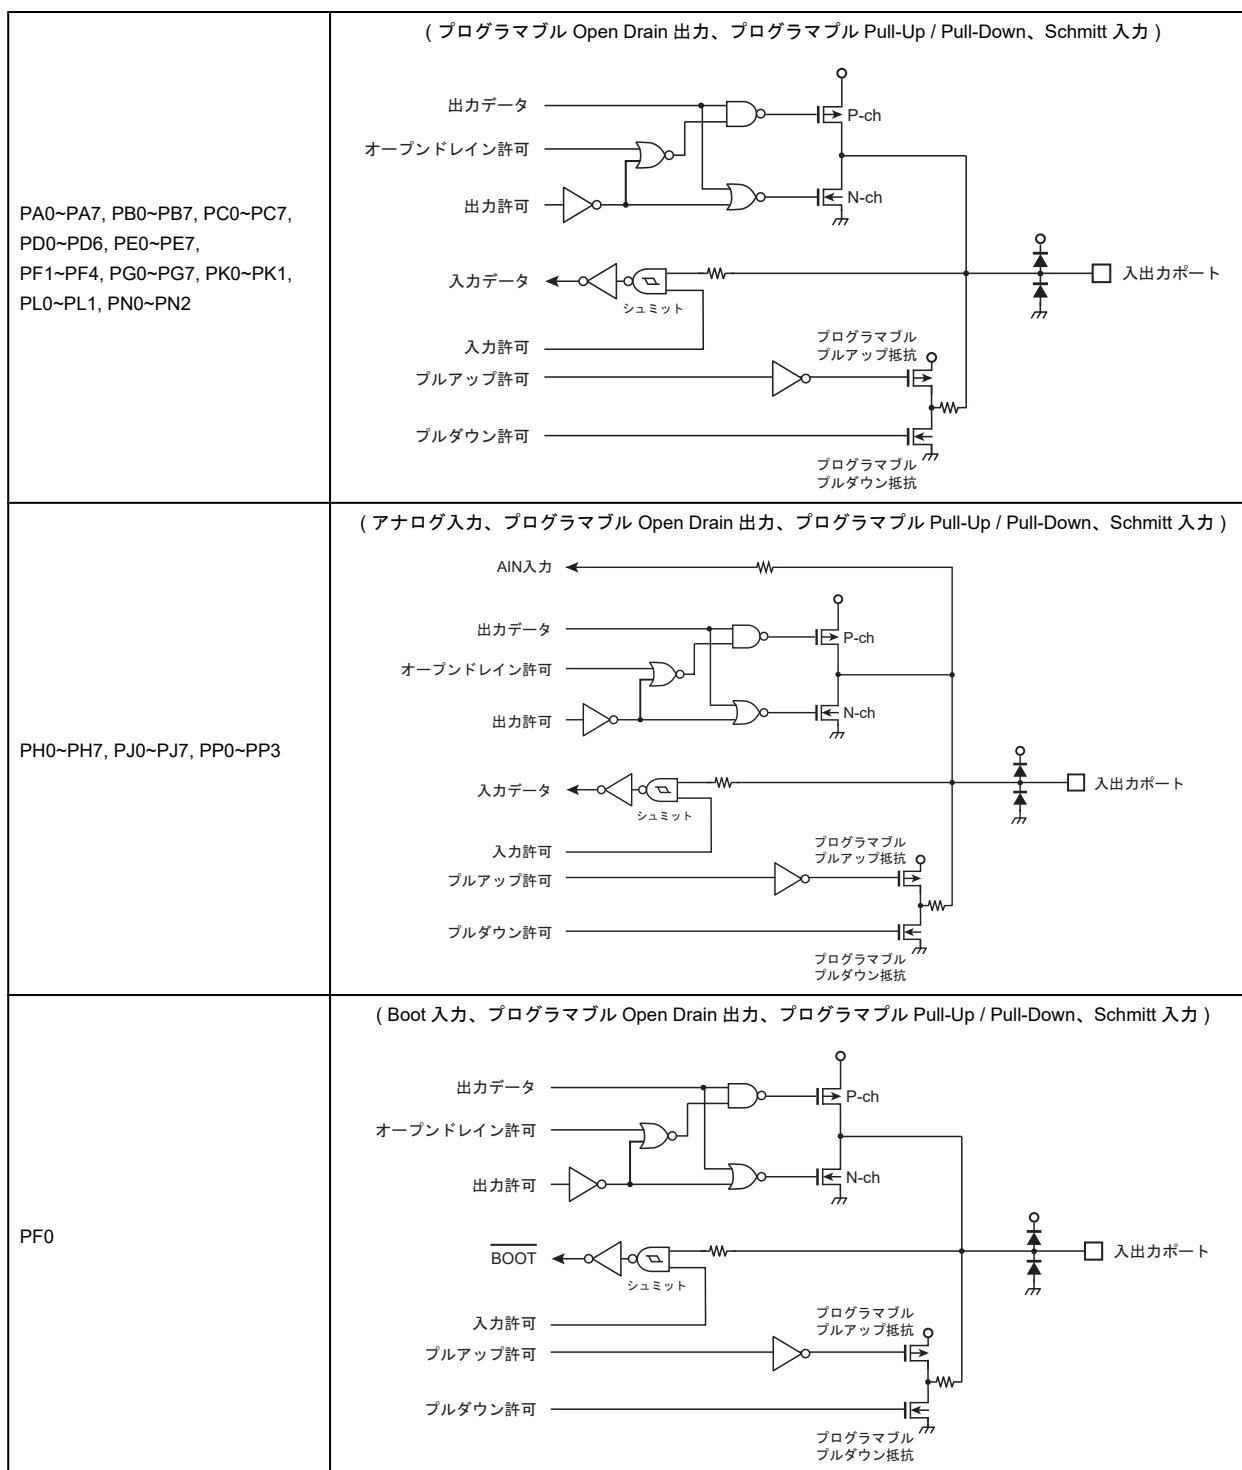 ( プログラマブル Open Drain 出力、プログラマブル Pull-Up / Pull-Down、Schmitt 入力 )
PA0~PA7, PB0~PB7, PC0~PC7,
PD0~PD6, PE0~PE7,
PF1~PF4, PG0~PG7, PK0~PK1,
PL0~PL1, PN0~PN2
出力データ
P-ch
オープンドレイン許可
出力許可
N-ch
入力データ
シュミット
入出力ポート
入力許可
プログラマブル
プルアップ抵抗
プルアップ許可
プルダウン許可
プログラマブル
プルダウン抵抗
( アナログ入力、プログラマブル Open Drain 出力、プログラマブル Pull-Up / Pull-Down、Schmitt 入力 )
PH0~PH7, PJ0~PJ7, PP0~PP3
AIN入力
出力データ
P-ch
オープンドレイン許可
出力許可
N-ch
入力データ
シュミット
入出力ポート
入力許可
プログラマブル
プルアップ抵抗
プルアップ許可
プルダウン許可
プログラマブル
プルダウン抵抗
( Boot 入力、プログラマブル Open Drain 出力、プログラマブル Pull-Up / Pull-Down、Schmitt 入力 )
PF0
出力データ
P-ch
オープンドレイン許可
出力許可
N-ch
BOOT
シュミット
入出力ポート
入力許可
プログラマブル
プルアップ抵抗
プルアップ許可
プルダウン許可
プログラマブル
プルダウン抵抗